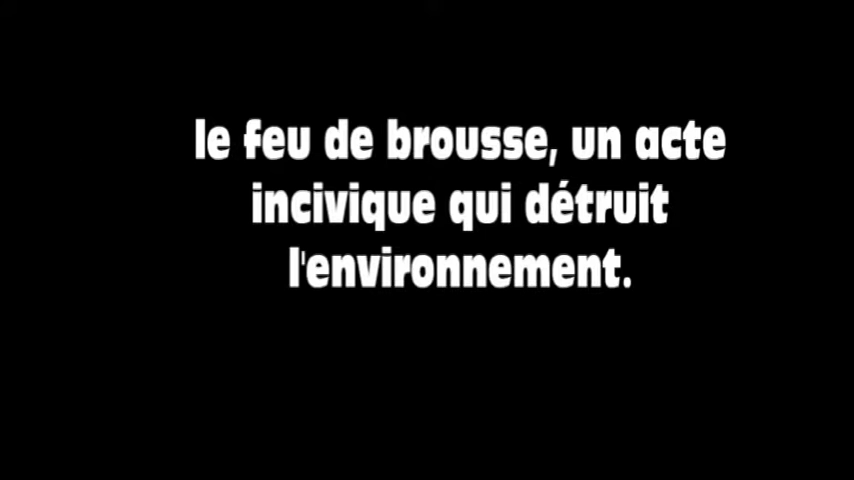 le feu de brousse, un acte
incivique qui détruit
l'environnement.